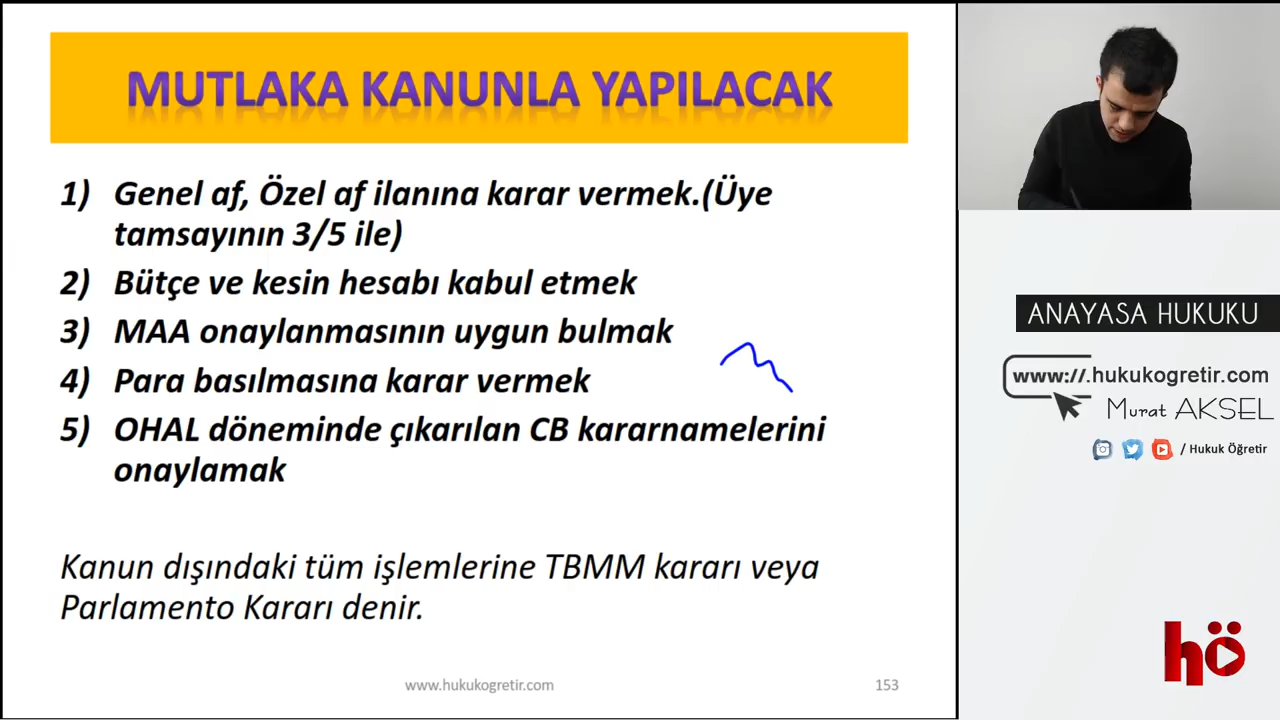 MUTLAKA KANUNLA YAPILACAK
1) Genel af, Özel af ilanına karar vermek.(Üye
tamsayının 3/5 ile)
2) Bütçe ve kesin hesabı kabul etmek
3) MAA onaylanmasının uygun bulmak
4) Para basılmasına karar vermek
5) OHAL döneminde çıkarılan CB kararnamelerini
onaylamak
Kanun dışındaki tüm işlemlerine TBMM kararı veya
Parlamento Kararı denir.
www.hukukogretir.com
153
ANAYASA HUKUKU
www://.hukukogretir.com
Murat AKSEL
/ Hukuk Öğretir
hö